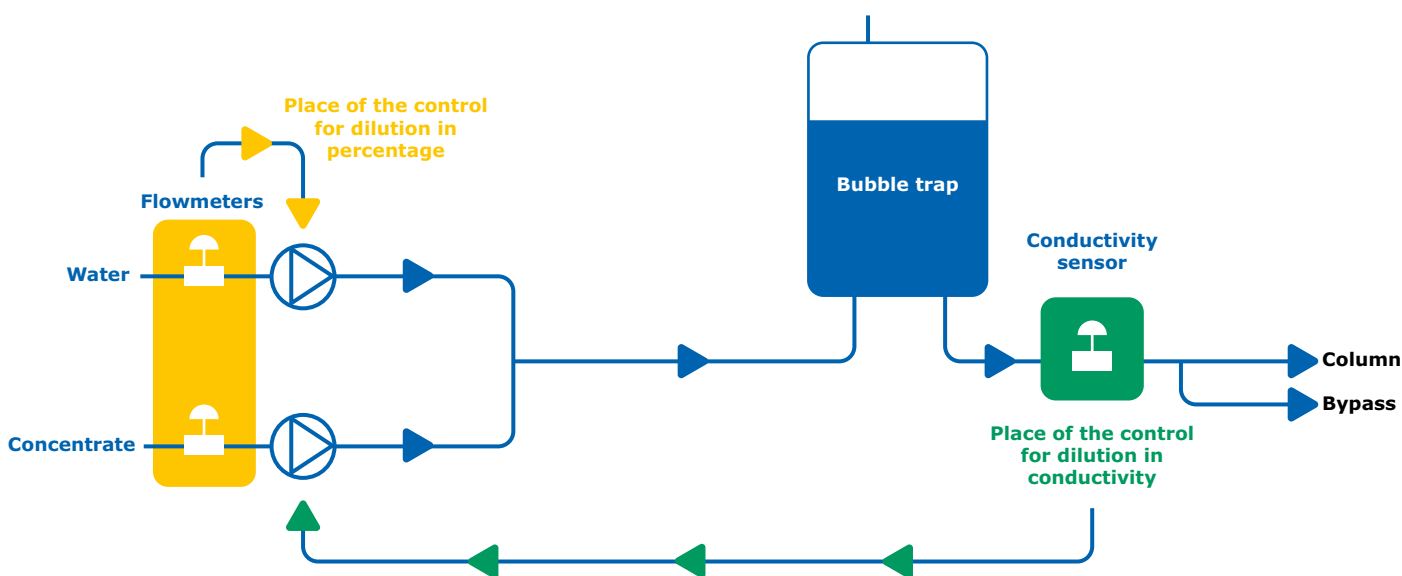 Place of the control
for dilution in
percentage
Flowmeters
Water
Concentrate
Bubble trap
Conductivity
sensor
Column
Bypass
Place of the control
for dilution in
conductivity